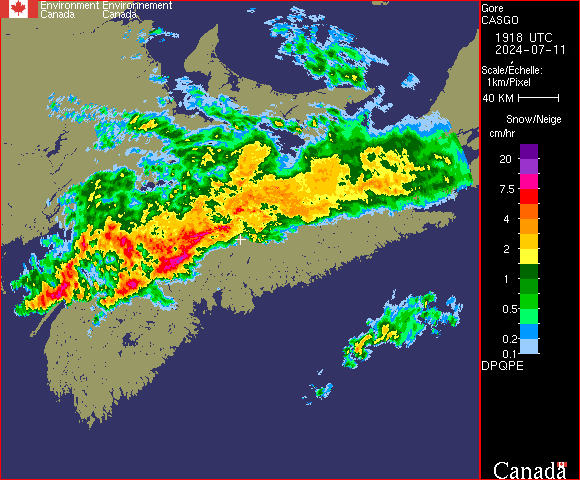 Environment Environnement
Canada Canada
Gore
CASGO
1918 UTC
2024-07-11
Scale/Échelle:
1km/Pixel
40 KM
Snow/Neige
cm/hr
20
7.5
4
2
1
0.5
0.2
0.1
DPQPE
Canada